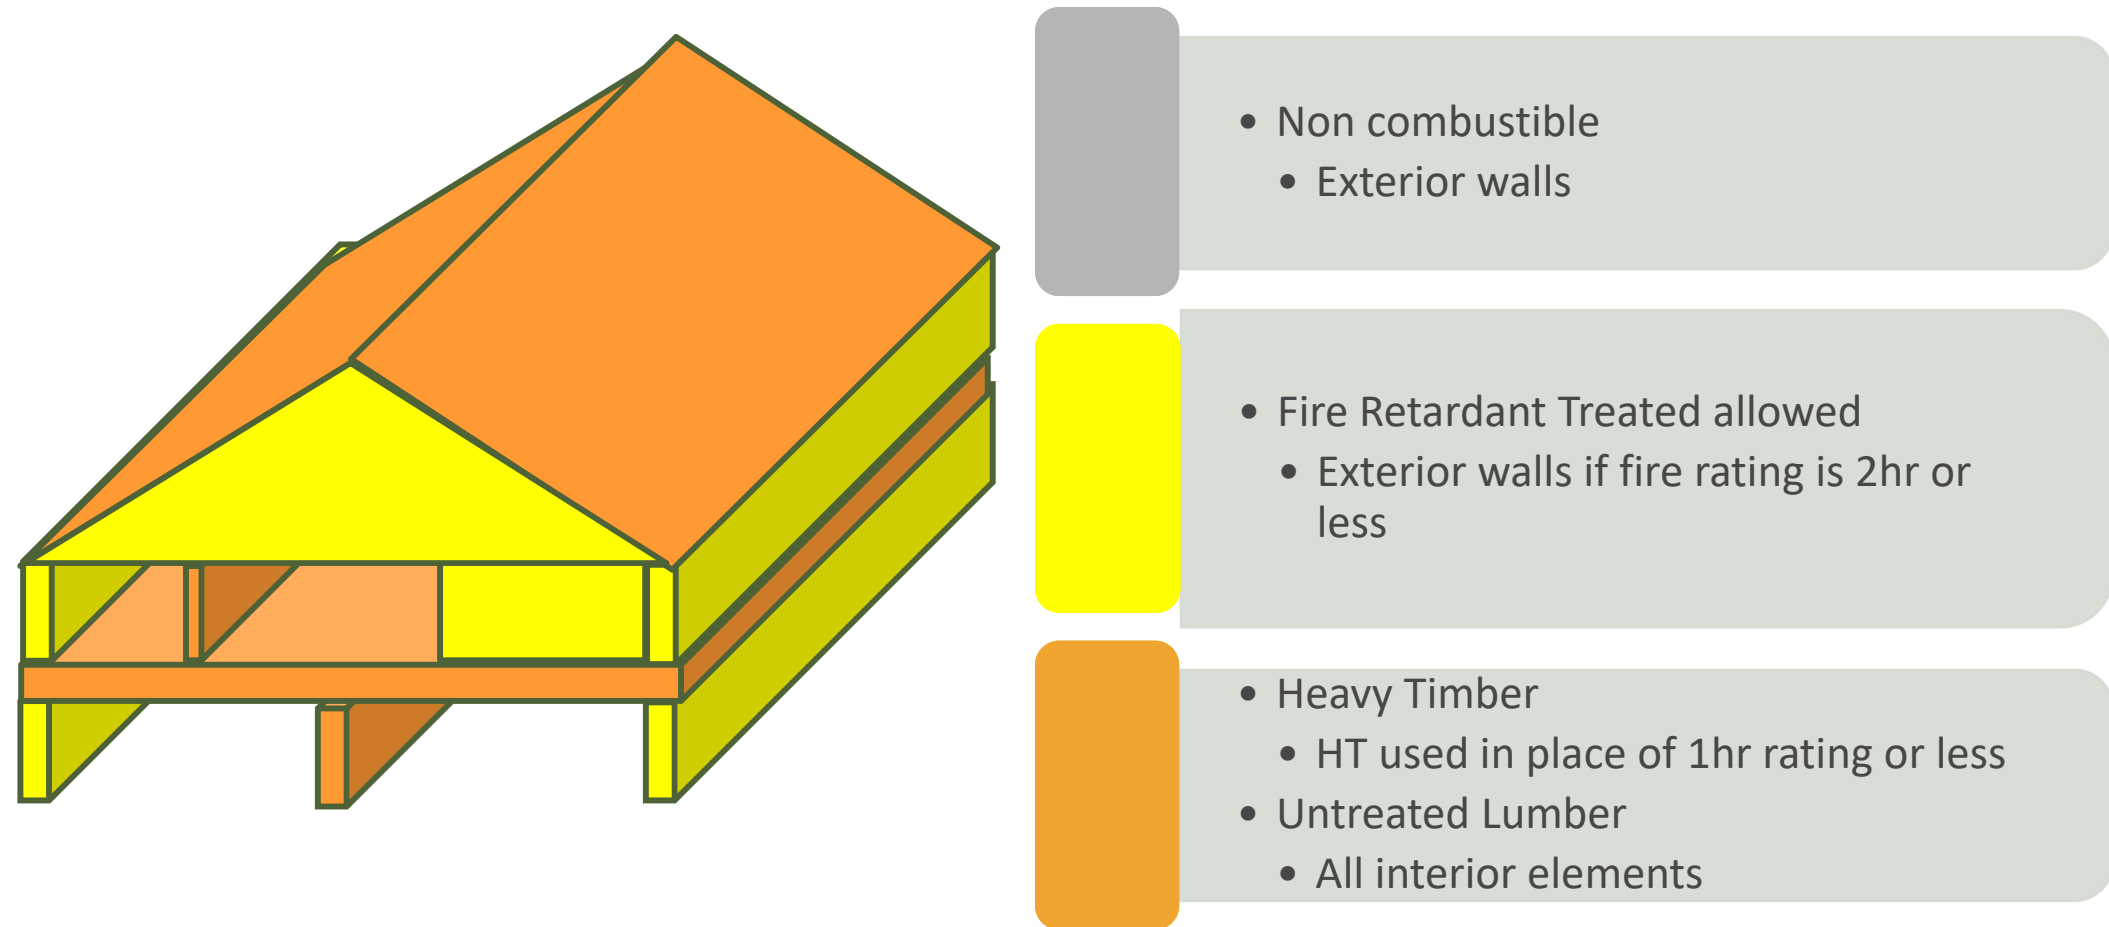 • Non combustible
• Exterior walls
• Fire Retardant Treated allowed
• Exterior walls if fire rating is 2hr or
less
• Heavy Timber
• HT used in place of 1hr rating or less
• Untreated Lumber
• All interior elements